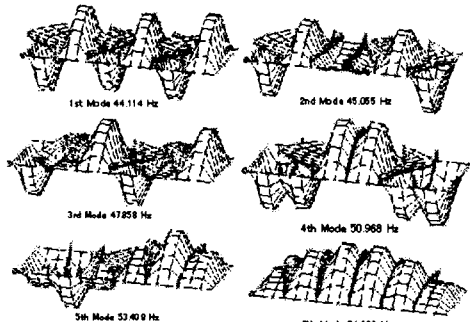 1st Mode 44.114 Hz
2nd Mode 45.055 Hz
3rd Mode 47.858 Hz
4th Mode 50.968 Hz
5th Mode 53.409 Hz
Mode